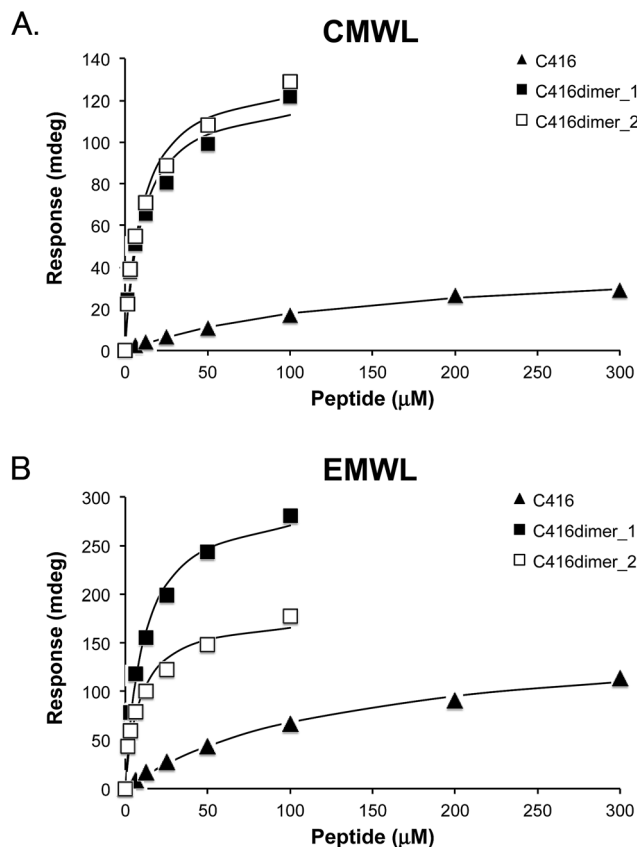 A.
CMWL
C416
C416dimer_1
C416dimer_2
Response (mdeg)
140
120
100
80
60
40
20
0
0 50 100 150 200 250 300
Peptide (μM)
B
EMWL
C416
C416dimer_1
C416dimer_2
Response (mdeg)
300
250
200
150
100
50
0
0 50 100 150 200 250 300
Peptide (μM)